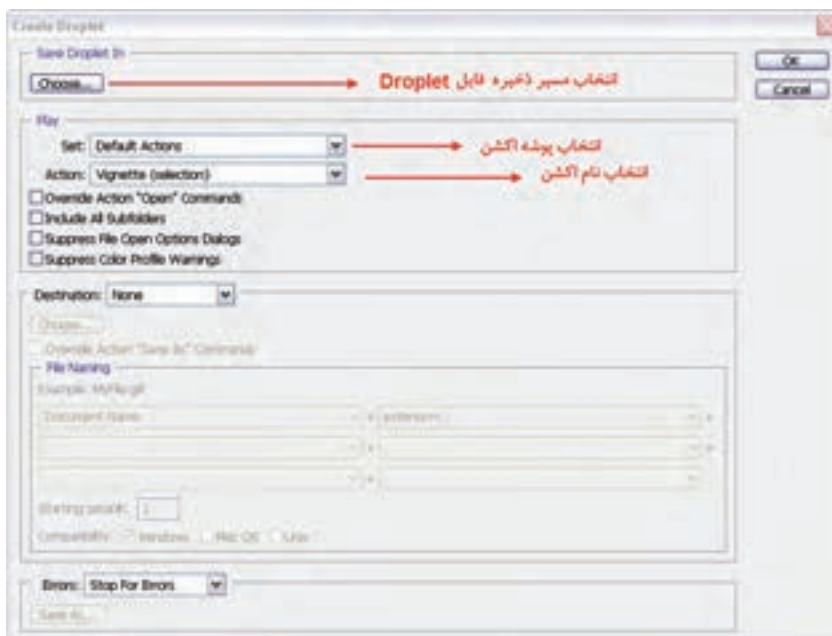 Create Droplet
Save Droplet In
Choose...
انتخاب مسیر ذخیره فایل Droplet
OK
Cancel
Play
Set: Default Actions
انتخاب پوشه اکشن
Action: Vignette (selection)
انتخاب نام اکشن
Override Action "Open" Commands
Include All Subfolders
Suppress File Open Options Dialogs
Suppress Color Profile Warnings
Destination: None
Choose...
Override Action "Save As" Commands
File Naming
Example: MyFile.gif
Document Name + extension +
+ +
+
Starting serial#: 1
Compatibility: Windows Mac OS Unix
Errors: Stop For Errors
Save As...